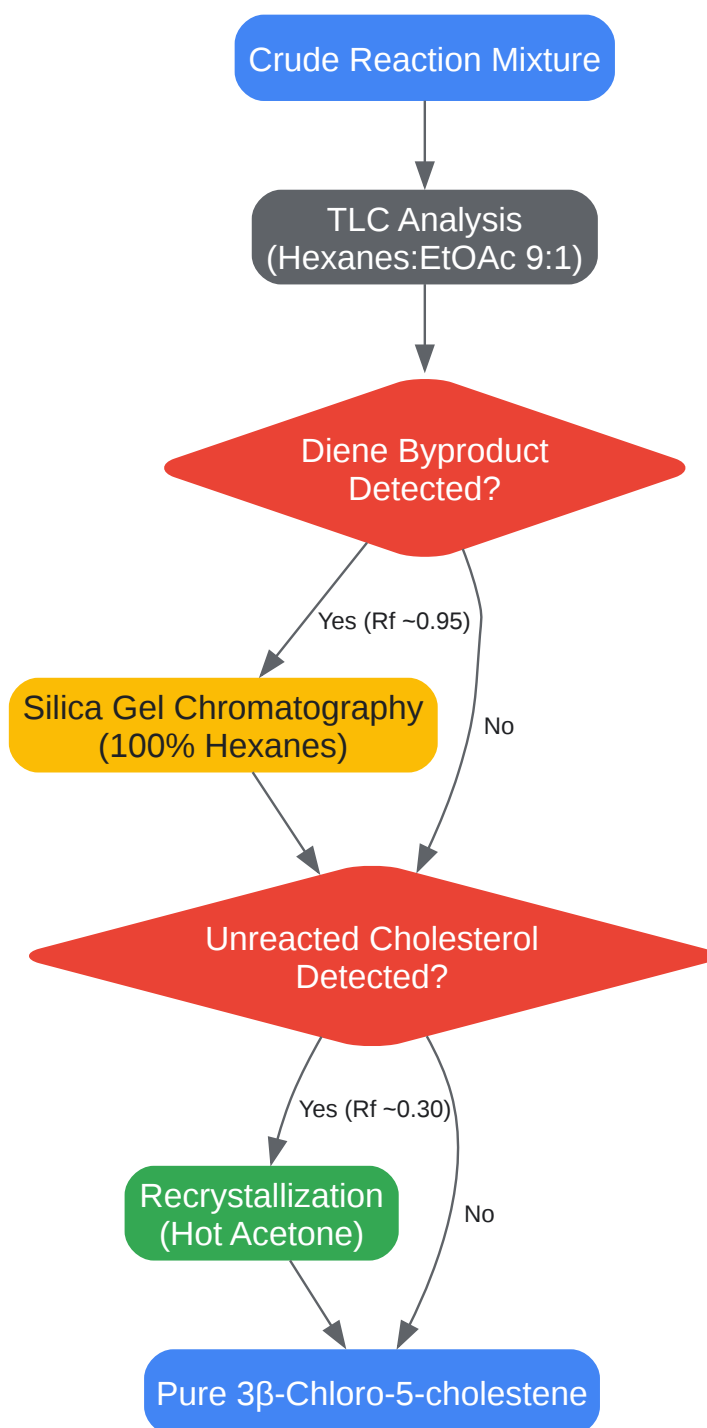 Crude Reaction Mixture
TLC Analysis
(Hexanes:EtOAc 9:1)
Diene Byproduct
Detected?
Yes (Rf ~0.95)
Silica Gel Chromatography
(100% Hexanes)
No
Unreacted Cholesterol
Detected?
Yes (Rf ~0.30)
Recrystallization
(Hot Acetone)
No
Pure 3β-Chloro-5-cholestene